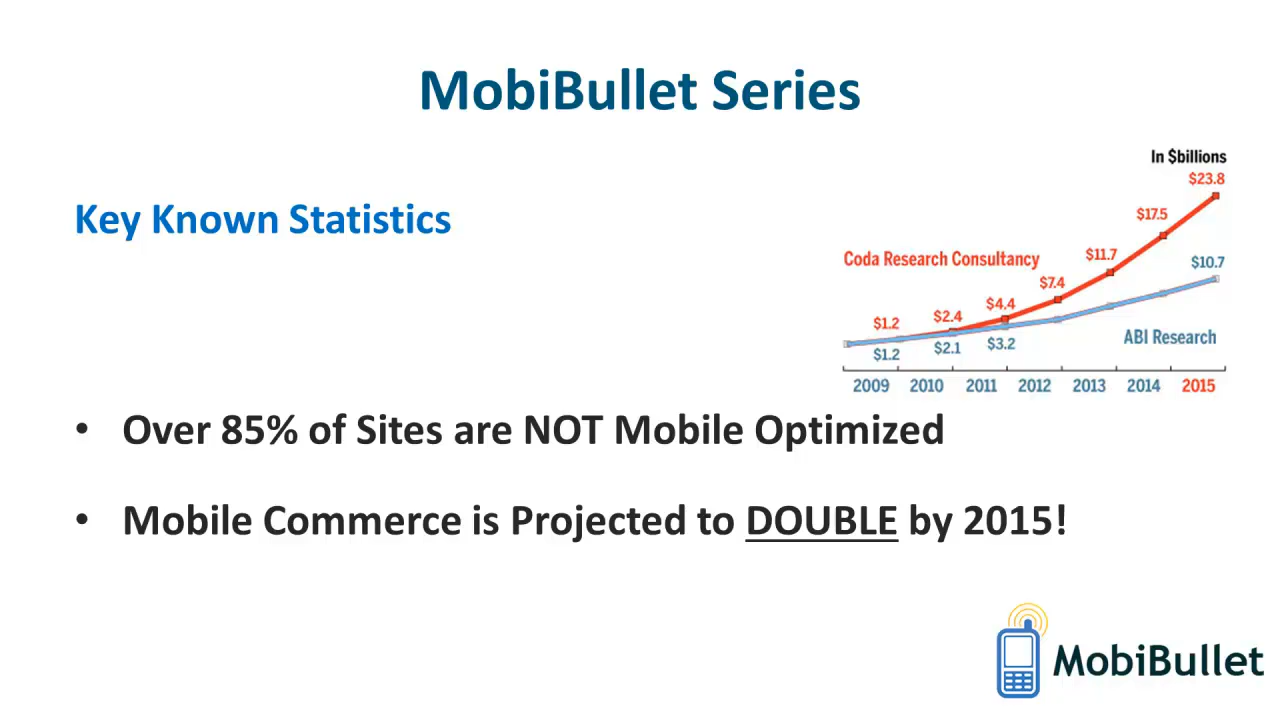 MobiBullet Series
Key Known Statistics
In $billions
$23.8
$17.5
Coda Research Consultancy
$11.7
$10.7
$7.4
$4.4
$2.4
$1.2
ABI Research
$3.2
$2.1
$1.2
2009 2010 2011 2012 2013 2014 2015
• Over 85% of Sites are NOT Mobile Optimized
• Mobile Commerce is Projected to DOUBLE by 2015!
MobiBullet